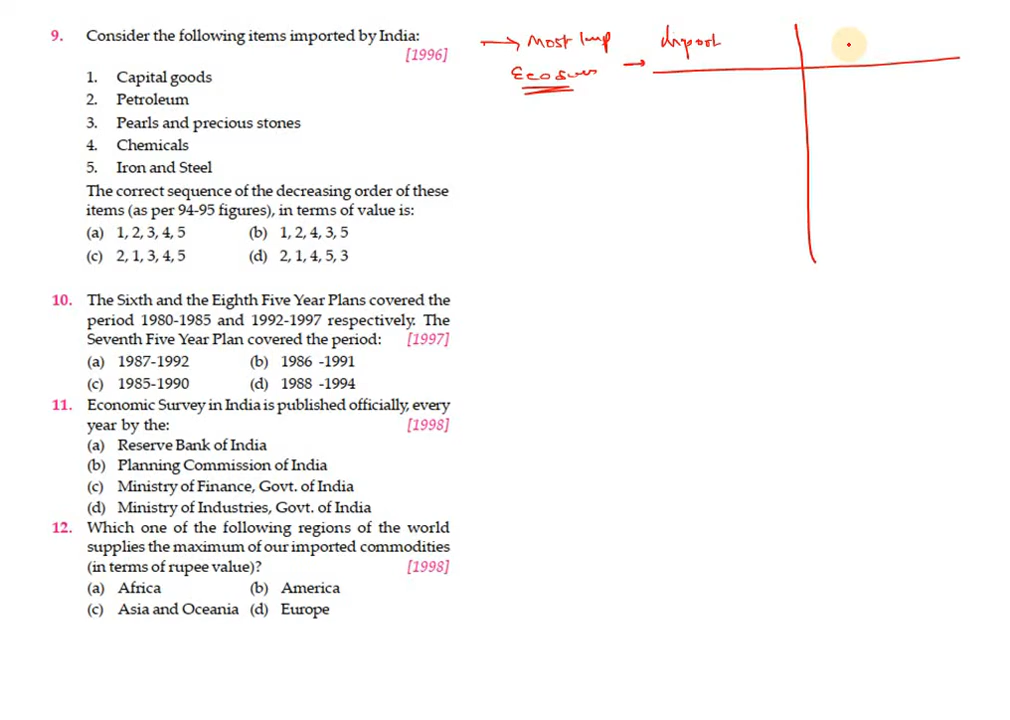 9. Consider the following items imported by India:
[1996]
1. Capital goods
2. Petroleum
3. Pearls and precious stones
4. Chemicals
5. Iron and Steel
The correct sequence of the decreasing order of these
items (as per 94-95 figures), in terms of value is:
(a) 1, 2, 3, 4, 5 (b) 1, 2, 4, 3, 5
(c) 2, 1, 3, 4, 5 (d) 2, 1, 4, 5, 3
10. The Sixth and the Eighth Five Year Plans covered the
period 1980-1985 and 1992-1997 respectively. The
Seventh Five Year Plan covered the period: [1997]
(a) 1987-1992 (b) 1986 -1991
(c) 1985-1990 (d) 1988 -1994
11. Economic Survey in India is published officially, every
year by the: [1998]
(a) Reserve Bank of India
(b) Planning Commission of India
(c) Ministry of Finance, Govt. of India
(d) Ministry of Industries, Govt. of India
12. Which one of the following regions of the world
supplies the maximum of our imported commodities
(in terms of rupee value)? [1998]
(a) Africa (b) America
(c) Asia and Oceania (d) Europe
→ Most Imp
Eco → Import